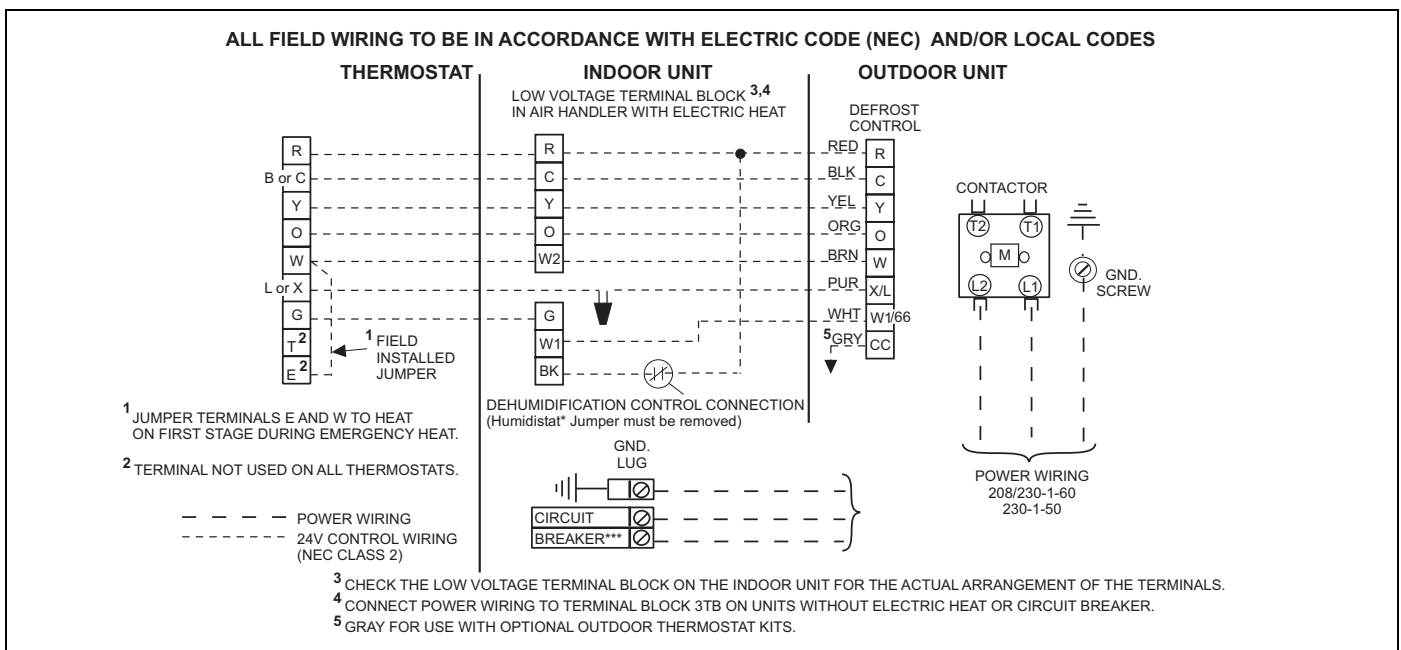 ALL FIELD WIRING TO BE IN ACCORDANCE WITH ELECTRIC CODE (NEC) AND/OR LOCAL CODES
THERMOSTAT
INDOOR UNIT
OUTDOOR UNIT
LOW VOLTAGE TERMINAL BLOCK 3,4
IN AIR HANDLER WITH ELECTRIC HEAT
DEFROST
CONTROL
R
B or C
Y
O
W
L or X
G
T2
E2
1 FIELD
INSTALLED
JUMPER
R
C
Y
O
W2
G
W1
BK
RED
BLK
YEL
ORG
BRN
PUR
WHT
5GRY
R
C
Y
O
W
X/L
W1/66
CC
CONTACTOR
T2
T1
M
L2
L1
GND.
SCREW
DEHUMIDIFICATION CONTROL CONNECTION
(Humidistat* Jumper must be removed)
1 JUMPER TERMINALS E AND W TO HEAT
ON FIRST STAGE DURING EMERGENCY HEAT.
2 TERMINAL NOT USED ON ALL THERMOSTATS.
GND.
LUG
CIRCUIT
BREAKER***
POWER WIRING
208/230-1-60
230-1-50
POWER WIRING
24V CONTROL WIRING
(NEC CLASS 2)
3 CHECK THE LOW VOLTAGE TERMINAL BLOCK ON THE INDOOR UNIT FOR THE ACTUAL ARRANGEMENT OF THE TERMINALS.
4 CONNECT POWER WIRING TO TERMINAL BLOCK 3TB ON UNITS WITHOUT ELECTRIC HEAT OR CIRCUIT BREAKER.
5 GRAY FOR USE WITH OPTIONAL OUTDOOR THERMOSTAT KITS.